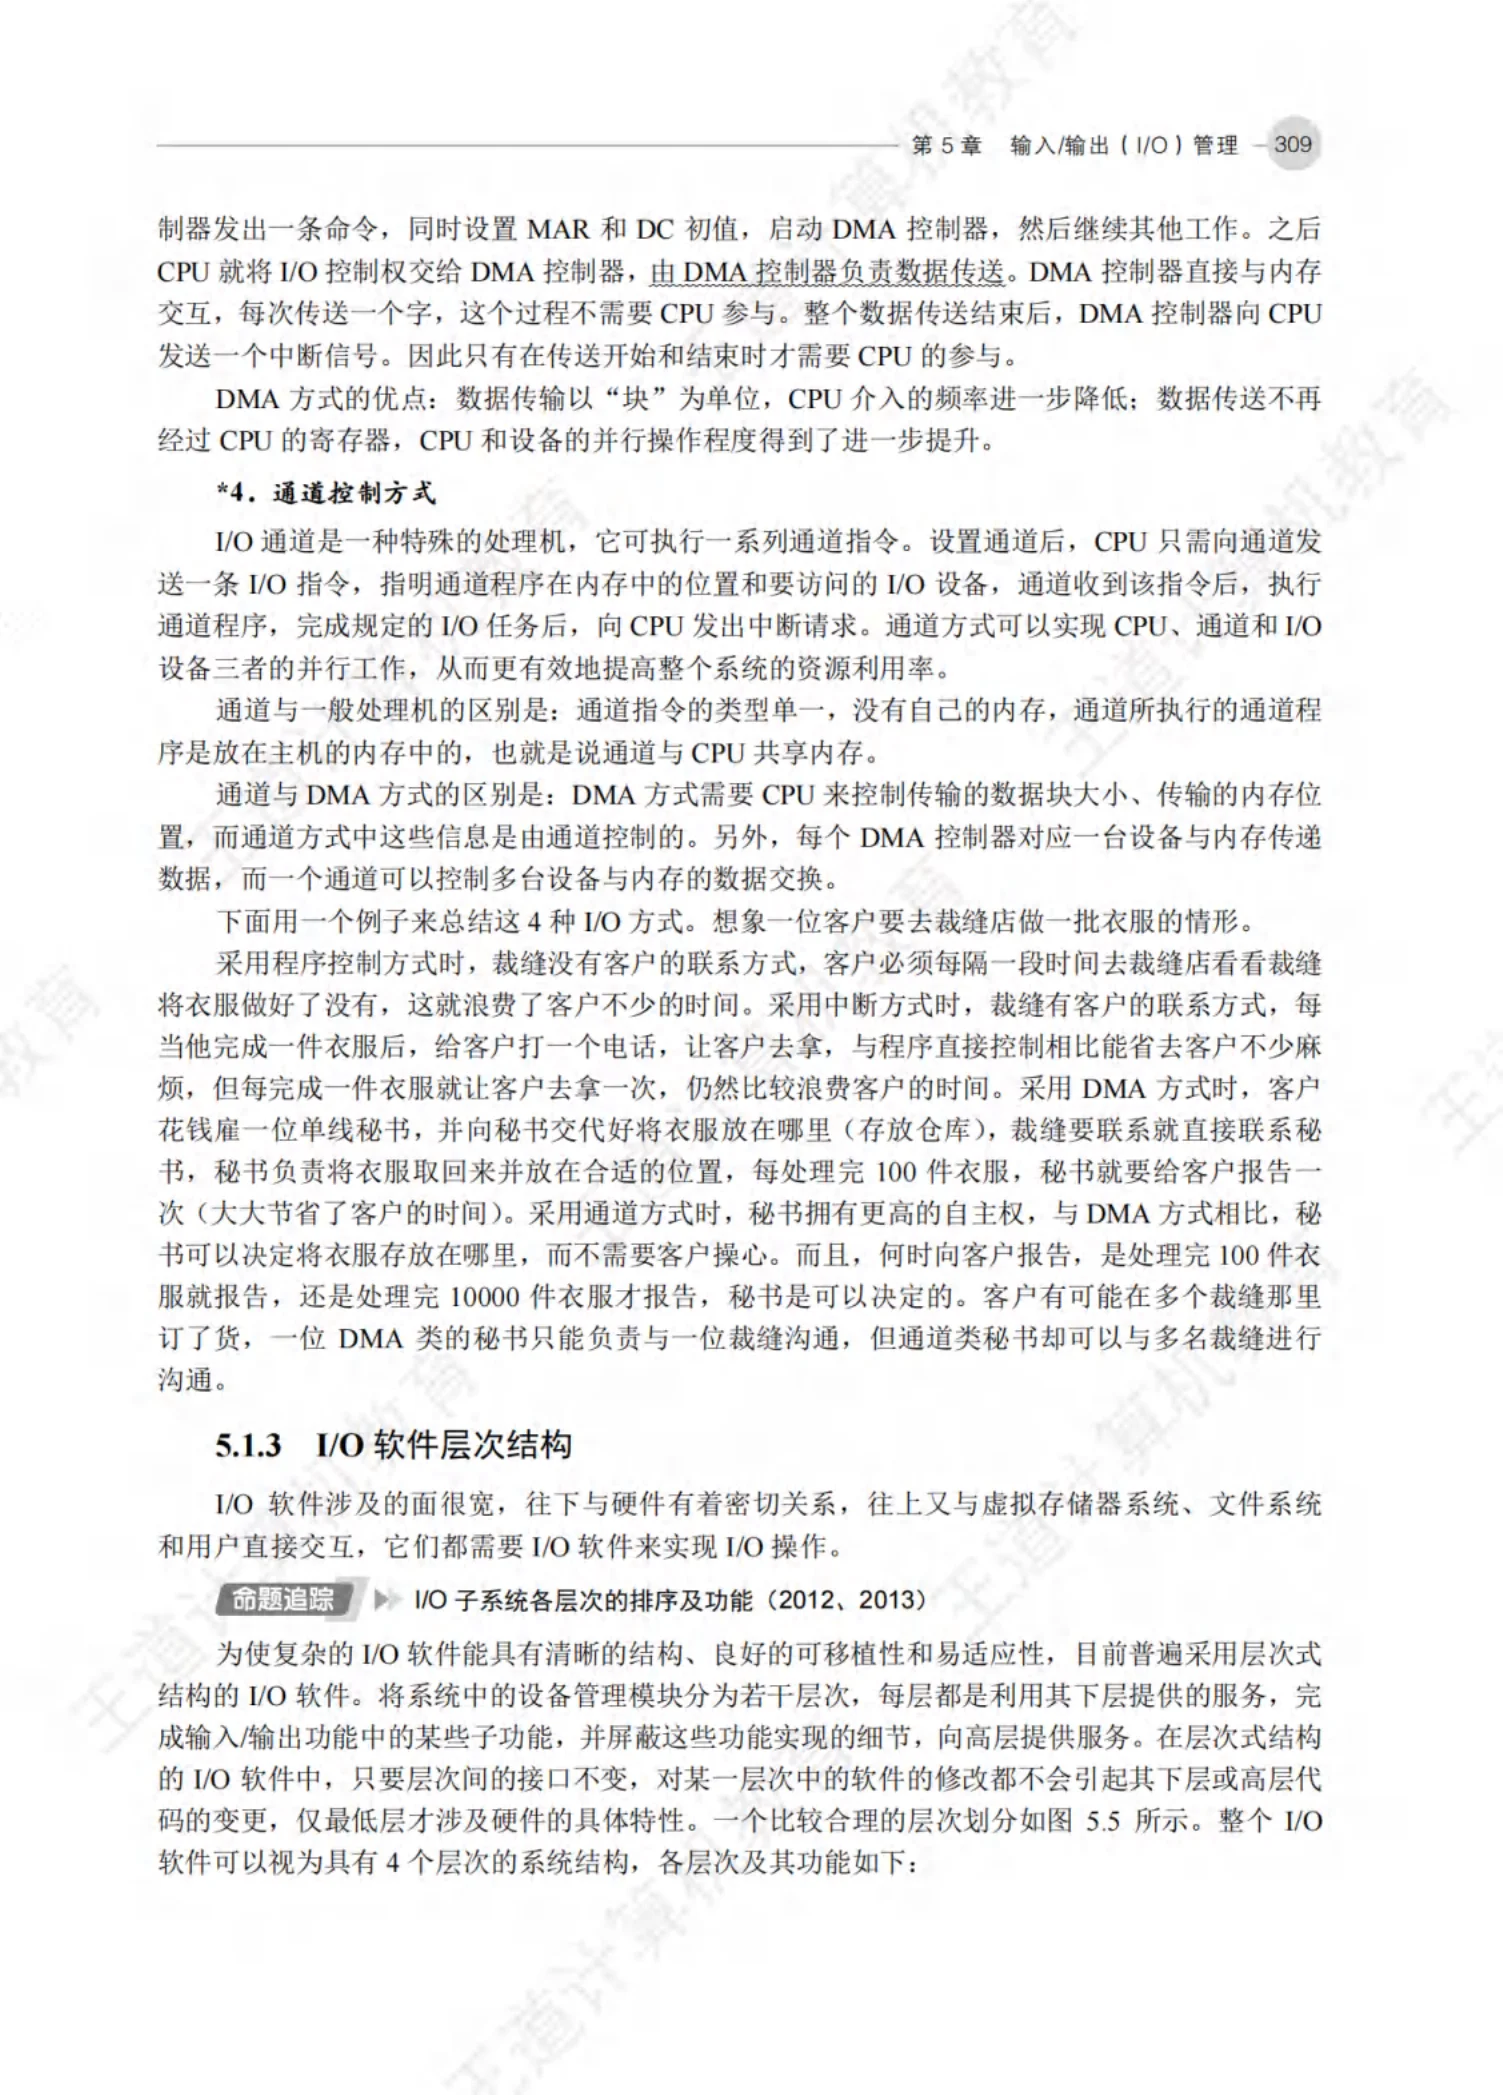 第 5 章 输入/输出（I/O）管理 309
制器发出一条命令，同时设置 MAR 和 DC 初值，启动 DMA 控制器，然后继续其他工作。之后
CPU 就将 I/O 控制权交给 DMA 控制器，由 DMA 控制器负责数据传送。DMA 控制器直接与内存
交互，每次传送一个字，这个过程不需要 CPU 参与。整个数据传送结束后，DMA 控制器向 CPU
发送一个中断信号。因此只有在传送开始和结束时才需要 CPU 的参与。
DMA 方式的优点：数据传输以“块”为单位，CPU 介入的频率进一步降低；数据传送不再
经过 CPU 的寄存器，CPU 和设备的并行操作程度得到了进一步提升。
*4．通道控制方式
I/O 通道是一种特殊的处理机，它可执行一系列通道指令。设置通道后，CPU 只需向通道发
送一条 I/O 指令，指明通道程序在内存中的位置和要访问的 I/O 设备，通道收到该指令后，执行
通道程序，完成规定的 I/O 任务后，向 CPU 发出中断请求。通道方式可以实现 CPU、通道和 I/O
设备三者的并行工作，从而更有效地提高整个系统的资源利用率。
通道与一般处理机的区别是：通道指令的类型单一，没有自己的内存，通道所执行的通道程
序是放在主机的内存中的，也就是说通道与 CPU 共享内存。
通道与 DMA 方式的区别是：DMA 方式需要 CPU 来控制传输的数据块大小、传输的内存位
置，而通道方式中这些信息是由通道控制的。另外，每个 DMA 控制器对应一台设备与内存传递
数据，而一个通道可以控制多台设备与内存的数据交换。
下面用一个例子来总结这 4 种 I/O 方式。想象一位客户要去裁缝店做一批衣服的情形。
采用程序控制方式时，裁缝没有客户的联系方式，客户必须每隔一段时间去裁缝店看看裁缝
将衣服做好了没有，这就浪费了客户不少的时间。采用中断方式时，裁缝有客户的联系方式，每
当他完成一件衣服后，给客户打一个电话，让客户去拿，与程序直接控制相比能省去客户不少麻
烦，但每完成一件衣服就让客户去拿一次，仍然比较浪费客户的时间。采用 DMA 方式时，客户
花钱雇一位单线秘书，并向秘书交代好将衣服放在哪里（存放仓库），裁缝要联系就直接联系秘
书，秘书负责将衣服取回来并放在合适的位置，每处理完 100 件衣服，秘书就要给客户报告一
次（大大节省了客户的时间）。采用通道方式时，秘书拥有更高的自主权，与 DMA 方式相比，秘
书可以决定将衣服存放在哪里，而不需要客户操心。而且，何时向客户报告，是处理完 100 件衣
服就报告，还是处理完 10000 件衣服才报告，秘书是可以决定的。客户有可能在多个裁缝那里
订了货，一位 DMA 类的秘书只能负责与一位裁缝沟通，但通道类秘书却可以与多名裁缝进行
沟通。
5.1.3 I/O 软件层次结构
I/O 软件涉及的面很宽，往下与硬件有着密切关系，往上又与虚拟存储器系统、文件系统
和用户直接交互，它们都需要 I/O 软件来实现 I/O 操作。
命题追踪 I/O 子系统各层次的排序及功能（2012、2013）
为使复杂的 I/O 软件能具有清晰的结构、良好的可移植性和易适应性，目前普遍采用层次式
结构的 I/O 软件。将系统中的设备管理模块分为若干层次，每层都是利用其下层提供的服务，完
成输入/输出功能中的某些子功能，并屏蔽这些功能实现的细节，向高层提供服务。在层次式结构
的 I/O 软件中，只要层次间的接口不变，对某一层次中的软件的修改都不会引起其下层或高层代
码的变更，仅最低层才涉及硬件的具体特性。一个比较合理的层次划分如图 5.5 所示。整个 I/O
软件可以视为具有 4 个层次的系统结构，各层次及其功能如下：